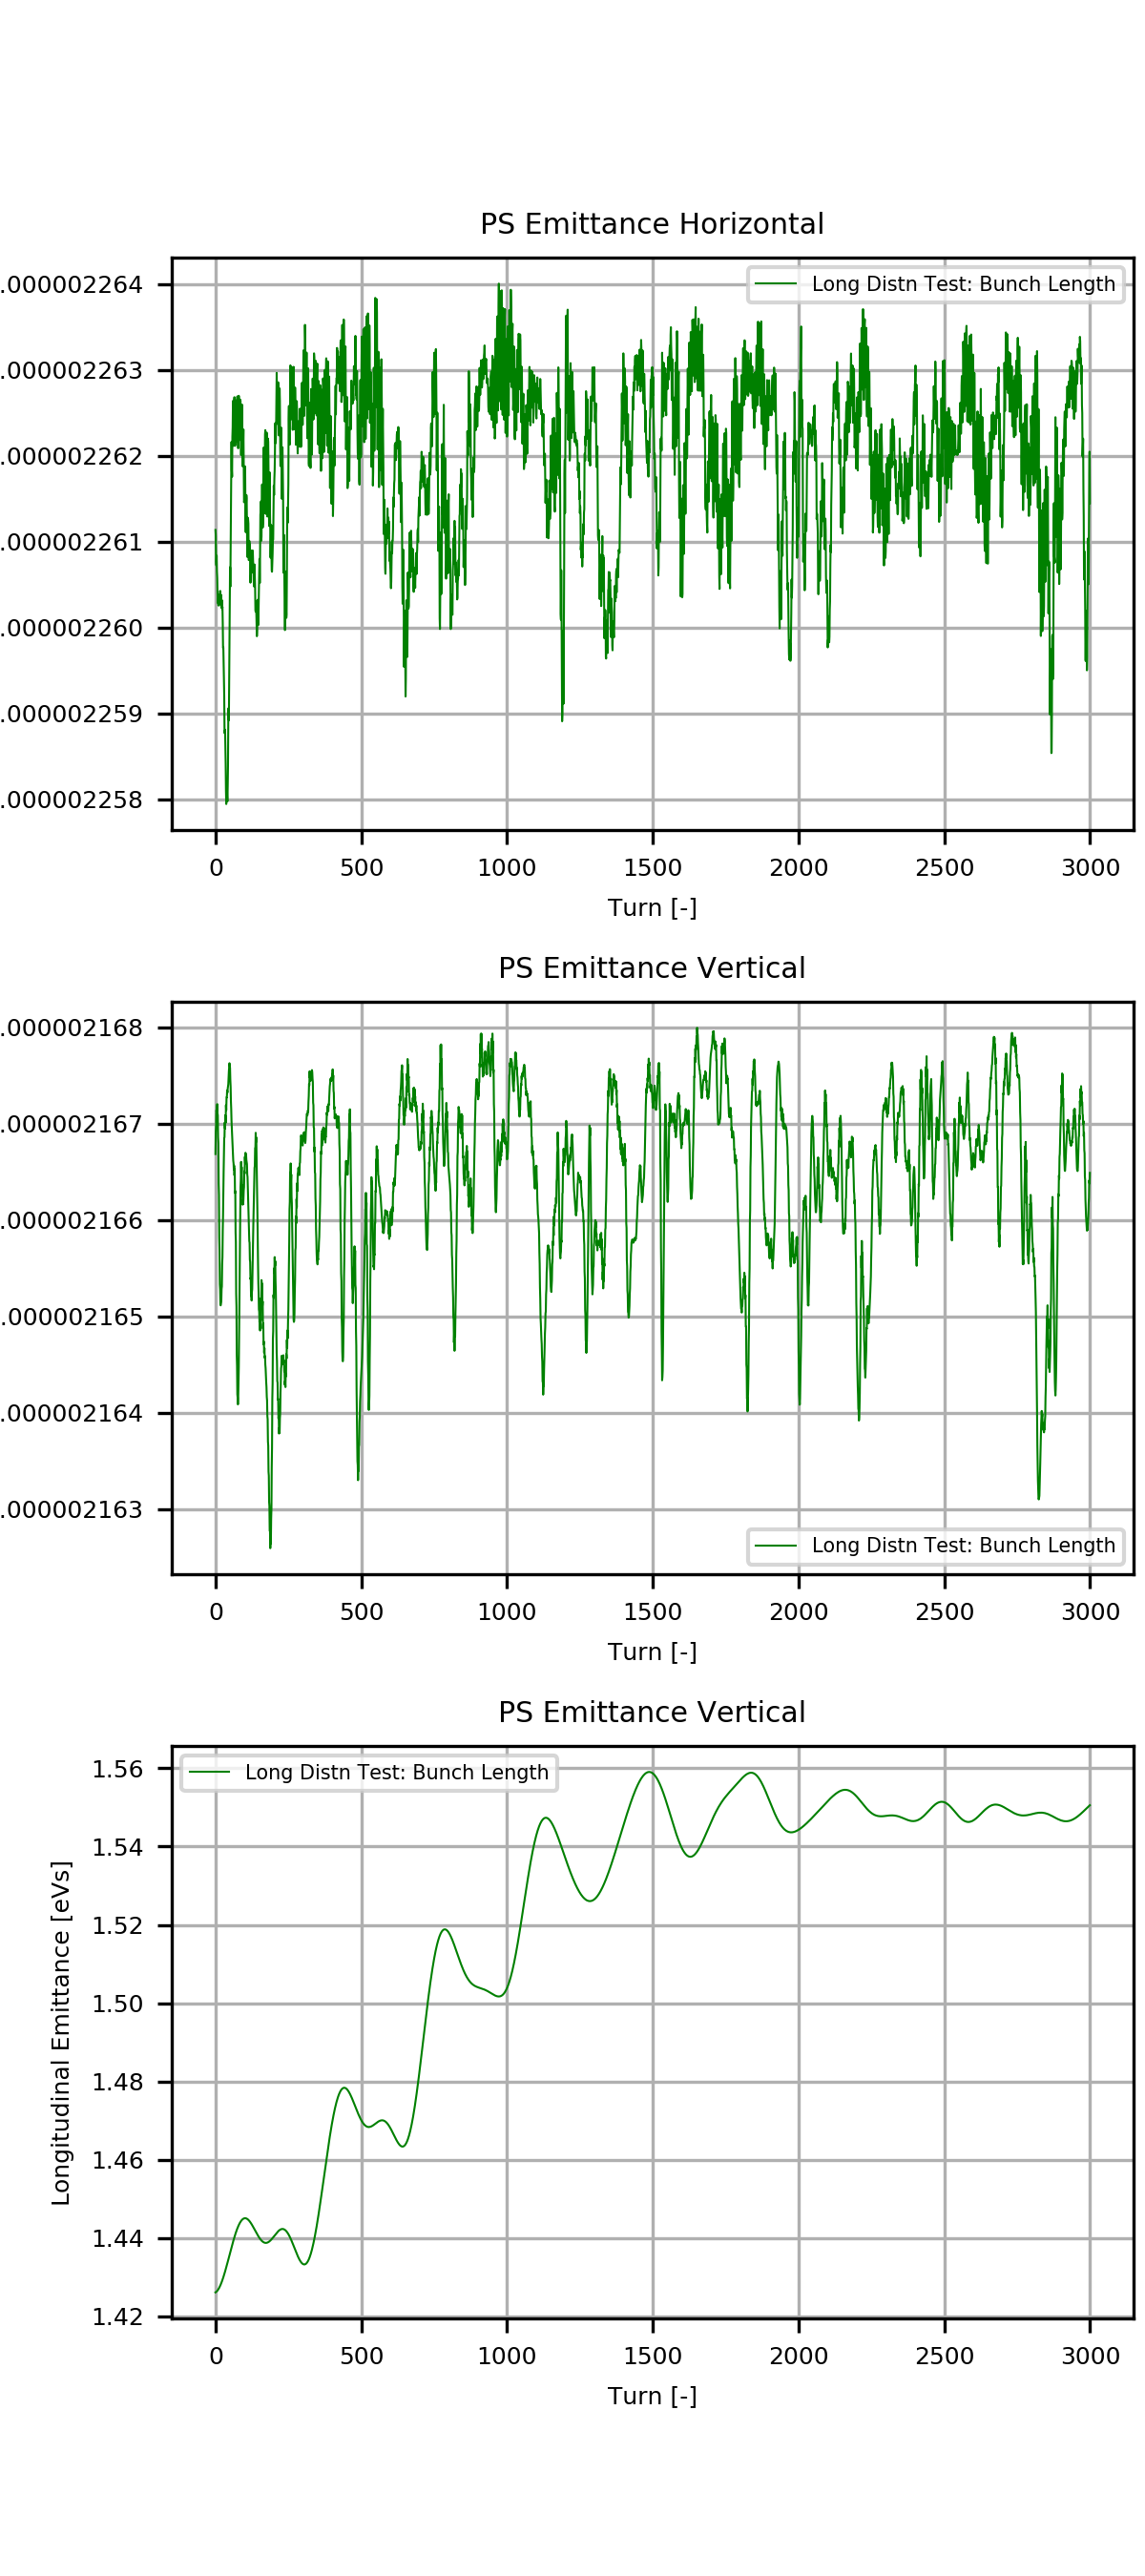 PS Emittance Horizontal
Long Distn Test: Bunch Length
.000002264
.000002263
.000002262
.000002261
.000002260
.000002259
.000002258
0 500 1000 1500 2000 2500 3000
Turn [-]
PS Emittance Vertical
.000002168
.000002167
.000002166
.000002165
.000002164
.000002163
Long Distn Test: Bunch Length
0 500 1000 1500 2000 2500 3000
Turn [-]
PS Emittance Vertical
Long Distn Test: Bunch Length
Longitudinal Emittance [eVs]
1.56
1.54
1.52
1.50
1.48
1.46
1.44
1.42
0 500 1000 1500 2000 2500 3000
Turn [-]